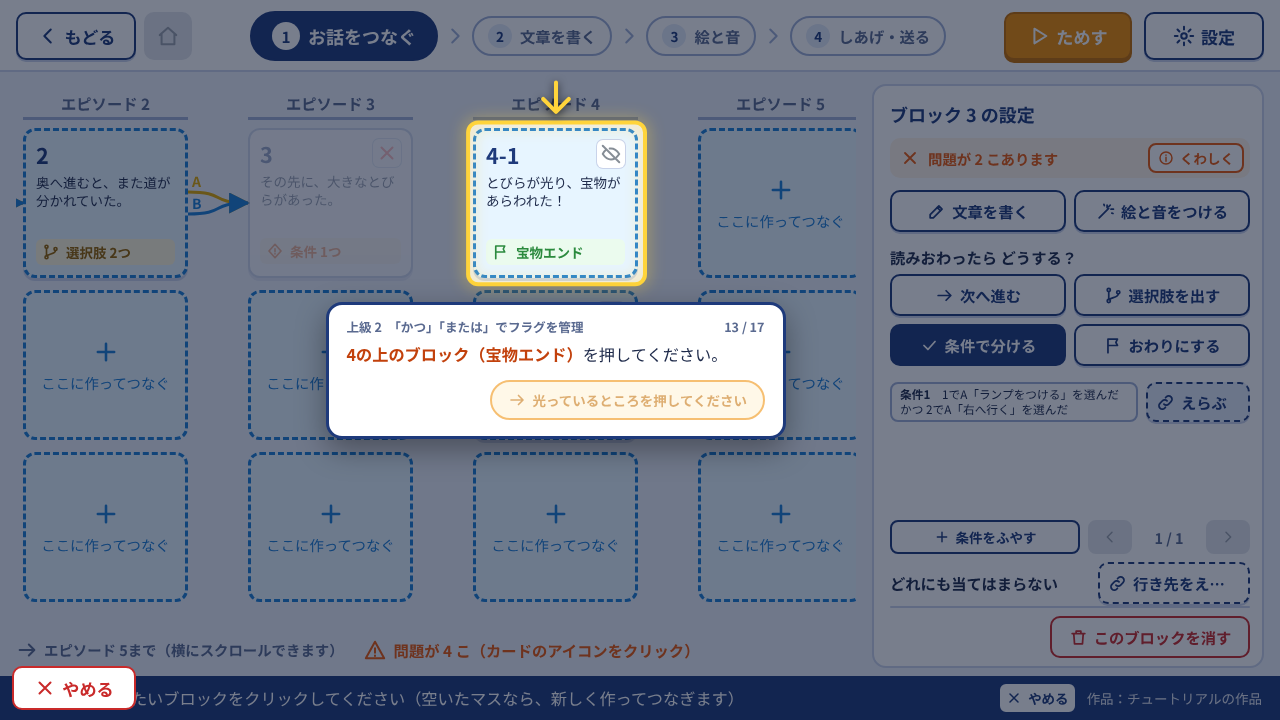 もどる
1 お話をつなぐ
2 文章を書く
3 絵と音
4 しあげ・送る
ためす
設定
エピソード 2
エピソード 3
エピソード 4
エピソード 5
2
奥へ進むと、また道が
分かれていた。
選択肢 2つ
A
B
3
その先に、大きなとび
らがあった。
条件 1つ
4-1
とびらが光り、宝物が
あらわれた！
宝物エンド
ここに作ってつなぐ
ここに作ってつなぐ
上級 2 「かつ」「または」でフラグを管理
13 / 17
4の上のブロック（宝物エンド）を押してください。
光っているところを押してください
ここに作ってつなぐ
ここに作ってつなぐ
ここに作ってつなぐ
ここに作ってつなぐ
エピソード 5まで（横にスクロールできます）
問題が 4 こ（カードのアイコンをクリック）
ブロック 3 の設定
問題が 2 こあります
くわしく
文章を書く
絵と音をつける
読みおわったら どうする？
次へ進む
選択肢を出す
条件で分ける
おわりにする
条件1 1でA「ランプをつける」を選んだ
かつ 2でA「右へ行く」を選んだ
えらぶ
条件をふやす
1 / 1
どれにも当てはまらない
行き先をえ…
このブロックを消す
やめる
たいブロックをクリックしてください（空いたマスなら、新しく作ってつなぎます）
やめる
作品：チュートリアルの作品